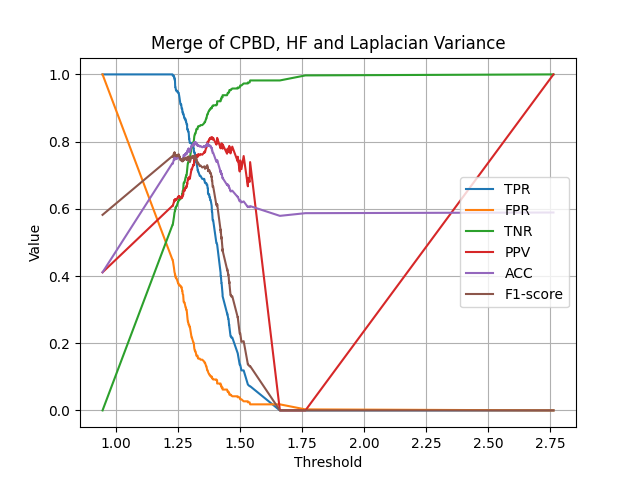 Merge of CPBD, HF and Laplacian Variance
1.0
0.8
0.6
0.4
0.2
0.0
Value
TPR
FPR
TNR
PPV
ACC
F1-score
1.00 1.25 1.50 1.75 2.00 2.25 2.50 2.75
Threshold